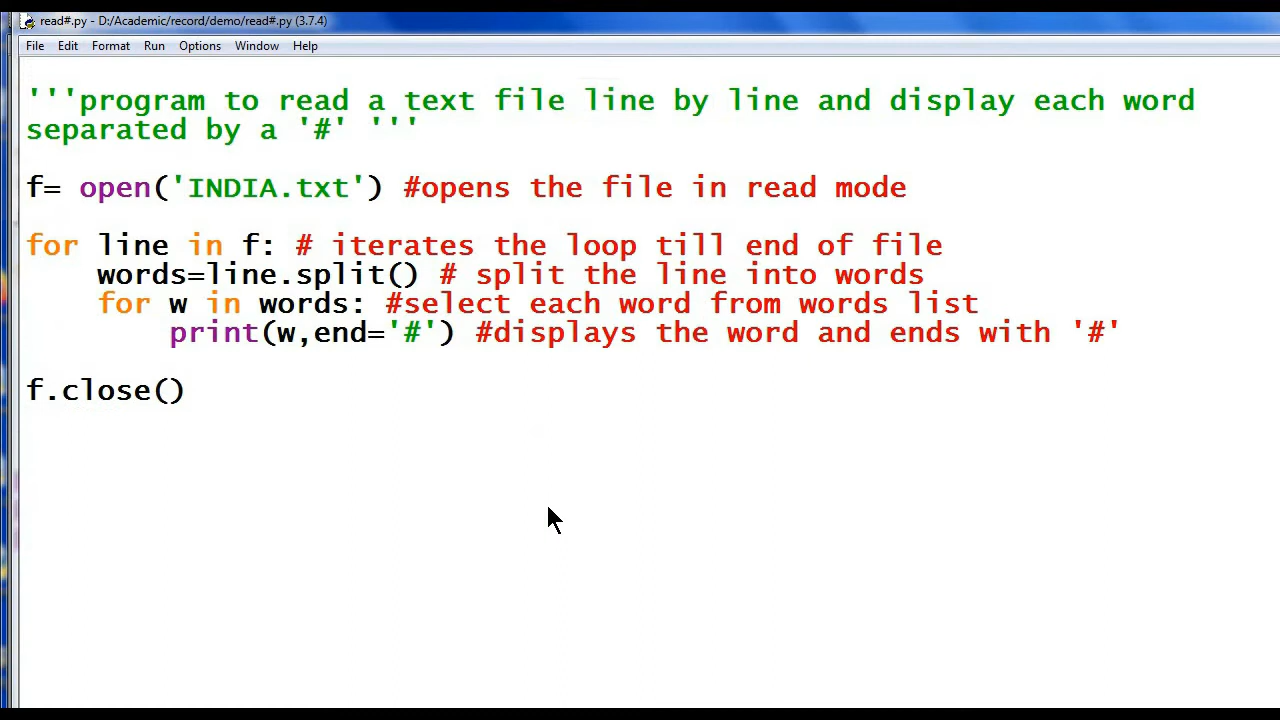 read#.py - D:/Academic/record/demo/read#.py (3.7.4)
File Edit Format Run Options Window Help
'''program to read a text file line by line and display each word
separated by a '#' '''
f= open('INDIA.txt') #opens the file in read mode
for line in f: # iterates the loop till end of file
    words=line.split() # split the line into words
    for w in words: #select each word from words list
        print(w,end='#') #displays the word and ends with '#'
f.close()